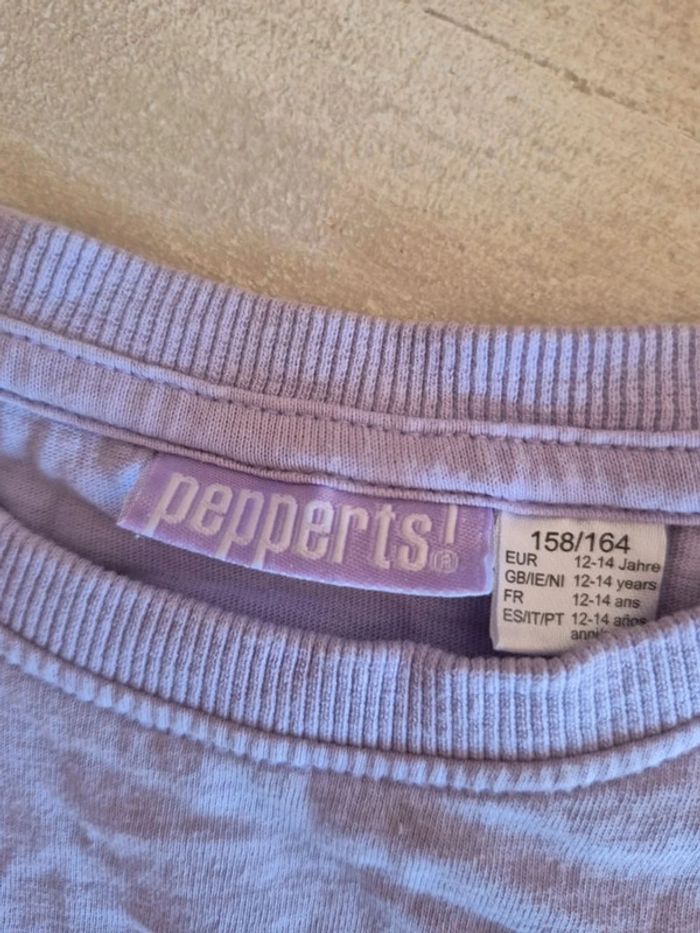 pepperts!®
158/164
EUR 12-14 Jahre
GB/IE/NI 12-14 years
FR 12-14 ans
ES/IT/PT 12-14 años
anni/